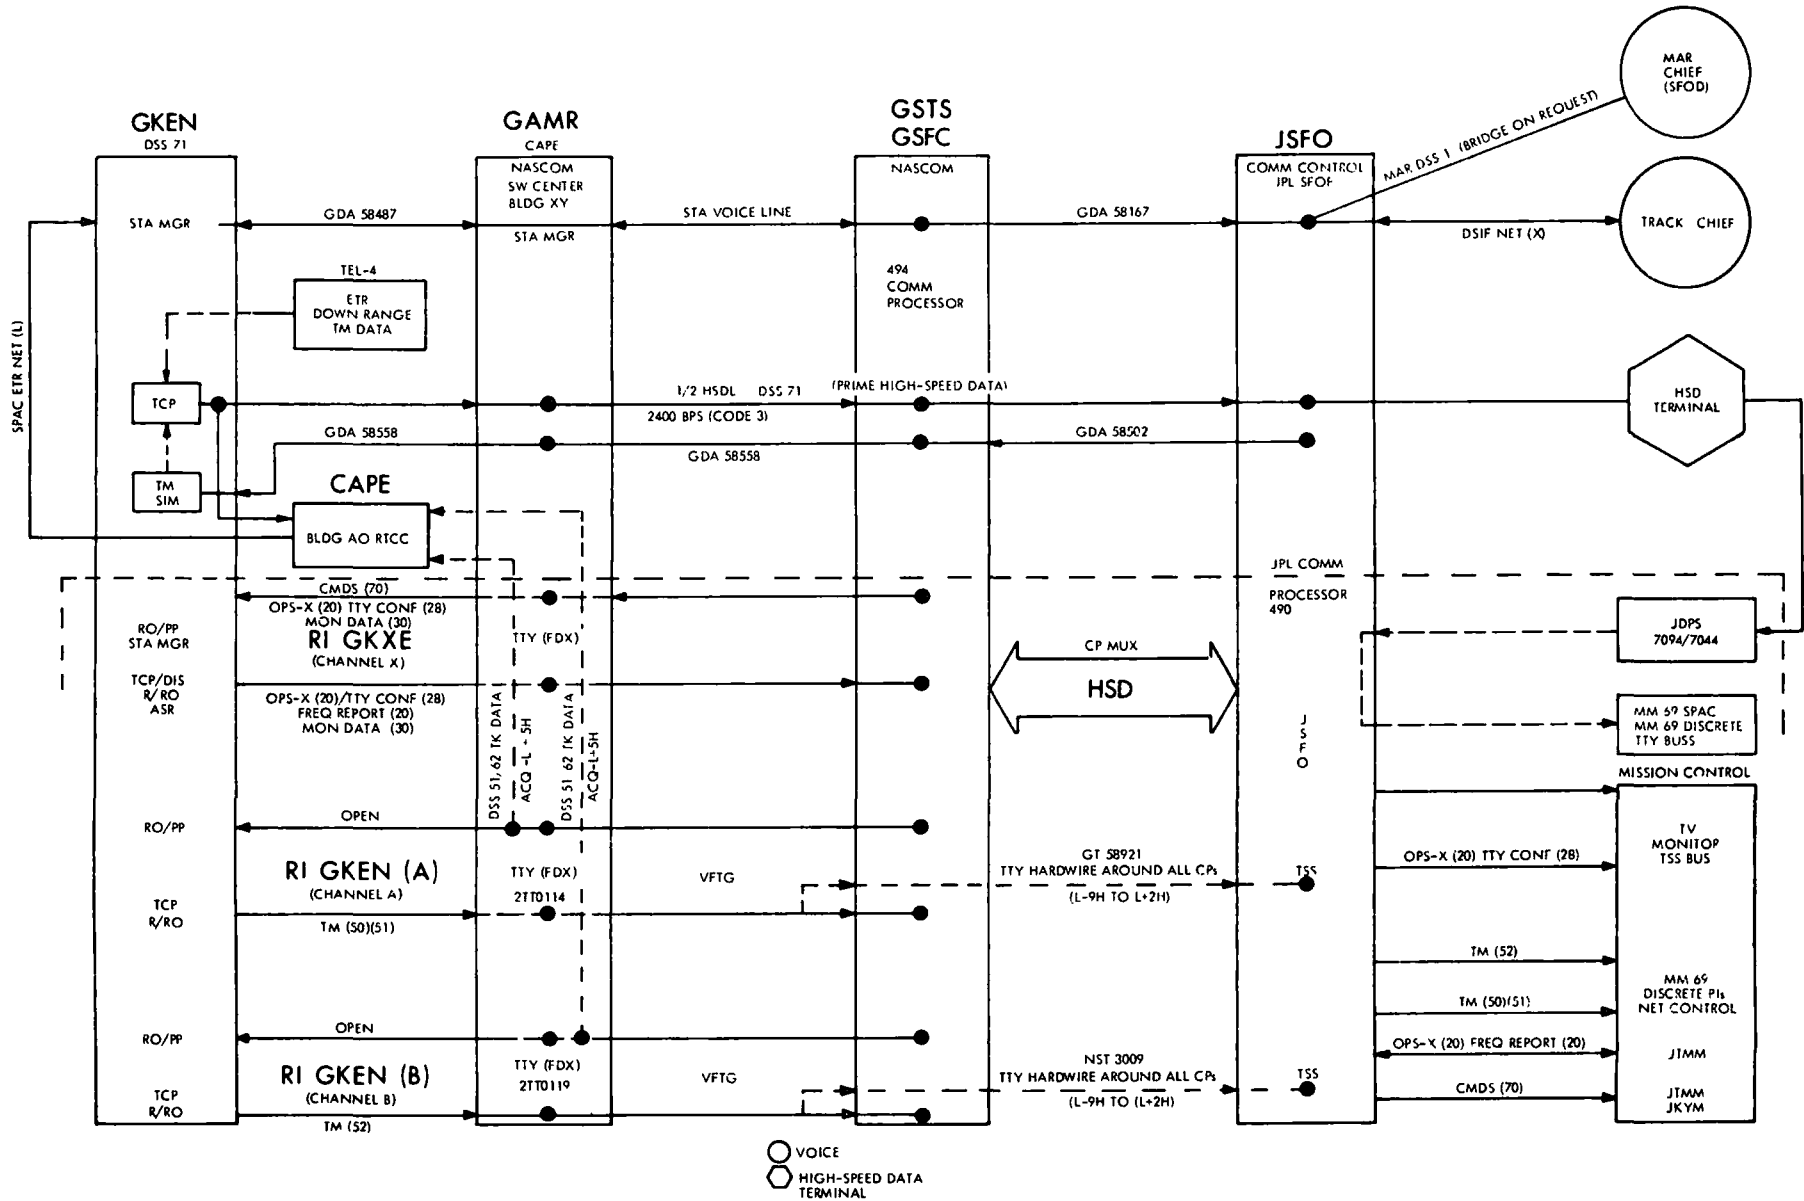 MAR
CHIEF
(SFOD)
MAR DSS 1 (BRIDGE ON REQUEST)
GKEN
DSS 71
GAMR
CAPE
GSTS
GSFC
JSFO
NASCOM
SW CENTER
BLDG XY
NASCOM
COMM CONTROL
JPL SFOF
STA MGR
GDA 58487
STA MGR
STA VOICE LINE
GDA 58167
DSIF NET (X)
TRACK CHIEF
TEL-4
ETR
DOWN RANGE
TM DATA
494
COMM
PROCESSOR
SPAC ETR NET (L)
TCP
1/2 HSDL DSS 71
(PRIME HIGH-SPEED DATA)
2400 BPS (CODE 3)
HSD
TERMINAL
GDA 58558
GDA 58558
GDA 58502
TM
SIM
CAPE
BLDG AO RTCC
JPL COMM
PROCESSOR
490
CMDS (70)
OPS-X (20) TTY CONF (28)
MON DATA (30)
RO/PP
STA MGR
RI GKXE
(CHANNEL X)
TTY (FDX)
CP MUX
HSD
JDPS
7094/7044
TCP/DIS
R/RO
ASR
OPS-X (20)/TTY CONF (28)
FREQ REPORT (20)
MON DATA (30)
DSS 51, 62 TK DATA
ACQ -L + 5H
DSS 51 62 TK DATA
ACQ-L+5H
JSFO
MM 69 SPAC
MM 69 DISCRETE
TTY BUSS
MISSION CONTROL
RO/PP
OPEN
TV
MONITOR
TSS BUS
RI GKEN (A)
(CHANNEL A)
TTY (FDX)
2TT0114
VFTG
GT 58921
TTY HARDWIRE AROUND ALL CPs
(L-9H TO L+2H)
TSS
OPS-X (20) TTY CONF (28)
TCP
R/RO
TM (50)(51)
TM (52)
TM (50)(51)
MM 69
DISCRETE PIs
NET CONTROL
RO/PP
OPEN
OPS-X (20) FREQ REPORT (20)
JTMM
RI GKEN (B)
(CHANNEL B)
TTY (FDX)
2TT0119
VFTG
NST 3009
TTY HARDWIRE AROUND ALL CPs
(L-9H TO (L+2H)
TSS
CMDS (70)
JTMM
JKYM
TCP
R/RO
TM (52)
VOICE
HIGH-SPEED DATA
TERMINAL